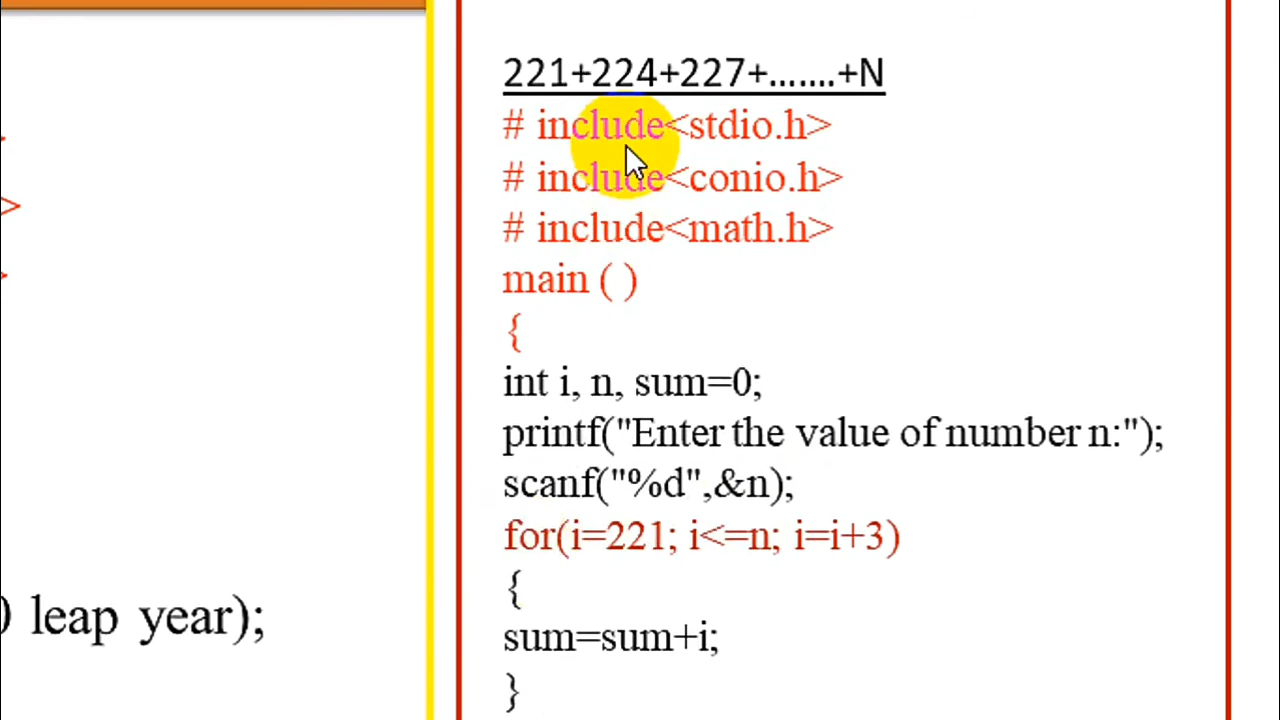 221+224+227+.......+N
# include<stdio.h>
# include<conio.h>
# include<math.h>
main ( )
{
int i, n, sum=0;
printf("Enter the value of number n:");
scanf("%d",&n);
for(i=221; i<=n; i=i+3)
{
sum=sum+i;
}
>
>
leap year);